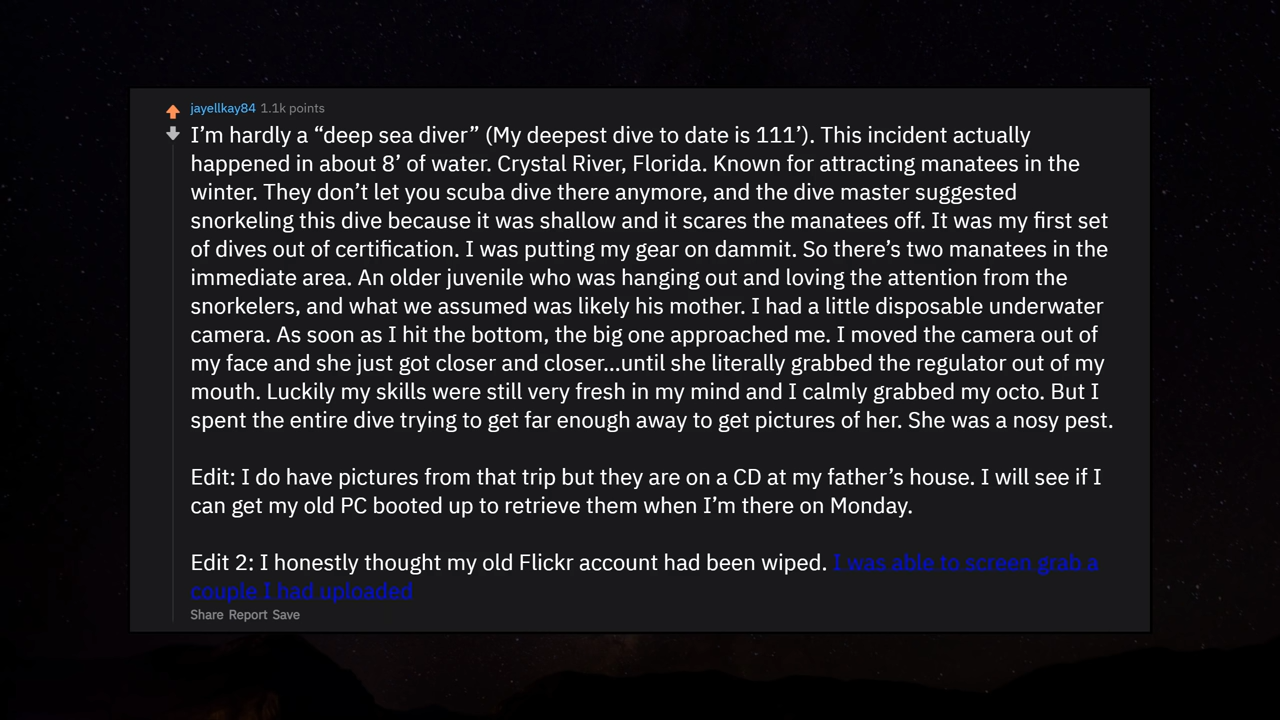 jayellkay84 1.1k points
I’m hardly a “deep sea diver” (My deepest dive to date is 111’). This incident actually
happened in about 8’ of water. Crystal River, Florida. Known for attracting manatees in the
winter. They don’t let you scuba dive there anymore, and the dive master suggested
snorkeling this dive because it was shallow and it scares the manatees off. It was my first set
of dives out of certification. I was putting my gear on dammit. So there’s two manatees in the
immediate area. An older juvenile who was hanging out and loving the attention from the
snorkelers, and what we assumed was likely his mother. I had a little disposable underwater
camera. As soon as I hit the bottom, the big one approached me. I moved the camera out of
my face and she just got closer and closer...until she literally grabbed the regulator out of my
mouth. Luckily my skills were still very fresh in my mind and I calmly grabbed my octo. But I
spent the entire dive trying to get far enough away to get pictures of her. She was a nosy pest.
Edit: I do have pictures from that trip but they are on a CD at my father’s house. I will see if I
can get my old PC booted up to retrieve them when I’m there on Monday.
Edit 2: I honestly thought my old Flickr account had been wiped. I was able to screen grab a
couple I had uploaded
Share Report Save